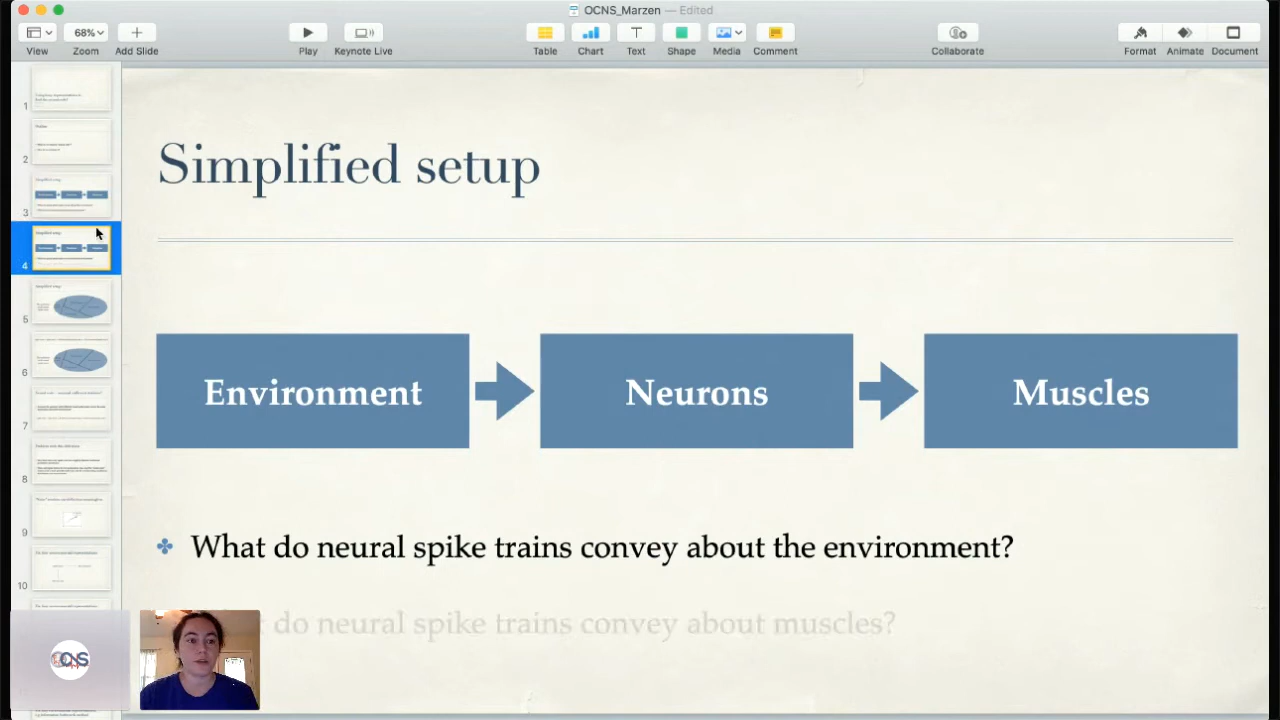 OCNS_Marzen — Edited
68%
View
Zoom
Add Slide
Play
Keynote Live
Table
Chart
Text
Shape
Media
Comment
Collaborate
Format
Animate
Document
Simplified setup
Environment
Neurons
Muscles
What do neural spike trains convey about the environment?
do neural spike trains convey about muscles?
1
2
3
4
5
6
7
8
9
10
OCNS